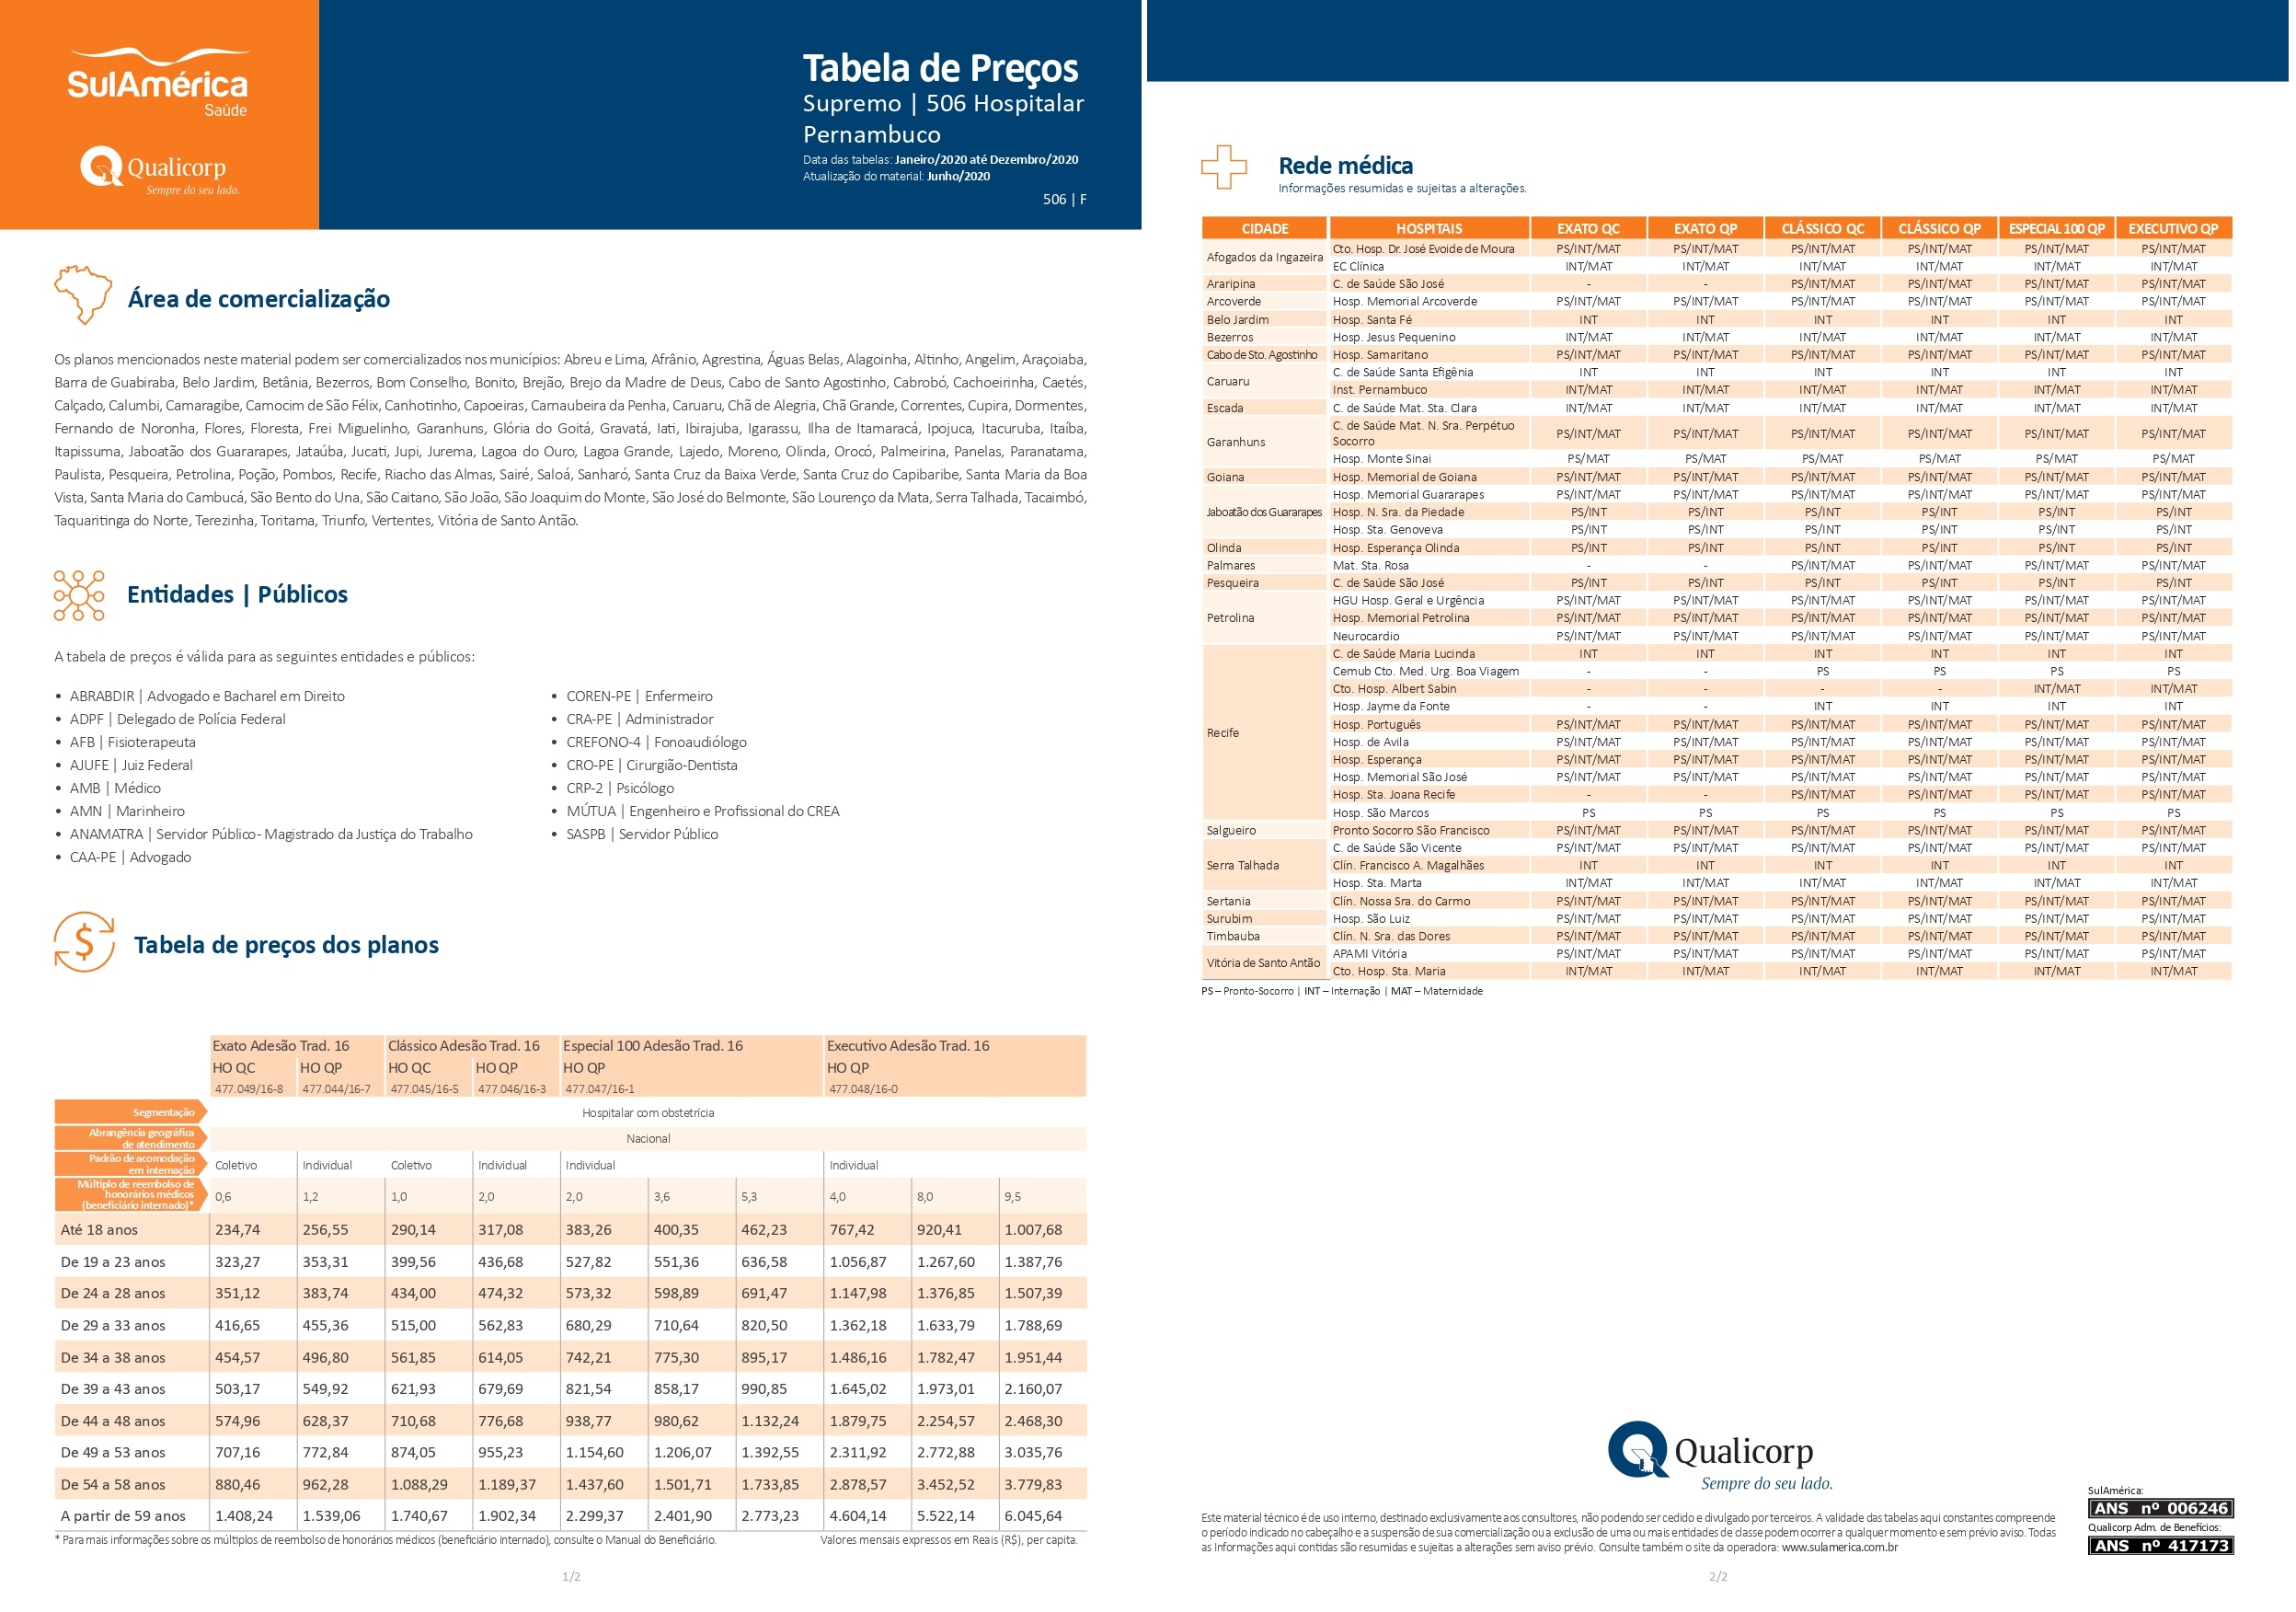 SulAmérica
Saúde
Qualicorp
Sempre do seu lado.
Tabela de Preços
Supremo | 506 Hospitalar
Pernambuco
Data das tabelas: Janeiro/2020 até Dezembro/2020
Atualização do material: Junho/2020
506 | F
Área de comercialização
Os planos mencionados neste material podem ser comercializados nos municípios: Abreu e Lima, Afrânio, Agrestina, Águas Belas, Alagoinha, Altinho, Angelim, Araçoiaba,
Barra de Guabiraba, Belo Jardim, Betânia, Bezerros, Bom Conselho, Bonito, Brejão, Brejo da Madre de Deus, Cabo de Santo Agostinho, Cabrobó, Cachoeirinha, Caetés,
Calçado, Calumbi, Camaragibe, Camocim de São Félix, Canhotinho, Capoeiras, Carnaubeira da Penha, Caruaru, Chã de Alegria, Chã Grande, Correntes, Cupira, Dormentes,
Fernando de Noronha, Flores, Floresta, Frei Miguelinho, Garanhuns, Glória do Goitá, Gravatá, Iati, Ibirajuba, Igarassu, Ilha de Itamaracá, Ipojuca, Itacuruba, Itaíba,
Itapissuma, Jaboatão dos Guararapes, Jataúba, Jucati, Jupi, Jurema, Lagoa do Ouro, Lagoa Grande, Lajedo, Moreno, Olinda, Orocó, Palmeirina, Panelas, Paranatama,
Paulista, Pesqueira, Petrolina, Poção, Pombos, Recife, Riacho das Almas, Sairé, Saloá, Sanharó, Santa Cruz da Baixa Verde, Santa Cruz do Capibaribe, Santa Maria da Boa
Vista, Santa Maria do Cambucá, São Bento do Una, São Caitano, São João, São Joaquim do Monte, São José do Belmonte, São Lourenço da Mata, Serra Talhada, Tacaimbó,
Taquaritinga do Norte, Terezinha, Toritama, Triunfo, Vertentes, Vitória de Santo Antão.
Entidades | Públicos
A tabela de preços é válida para as seguintes entidades e públicos:
• ABRABDIR | Advogado e Bacharel em Direito
• ADPF | Delegado de Polícia Federal
• AFB | Fisioterapeuta
• AJUFE | Juiz Federal
• AMB | Médico
• AMN | Marinheiro
• ANAMATRA | Servidor Público - Magistrado da Justiça do Trabalho
• CAA-PE | Advogado
• COREN-PE | Enfermeiro
• CRA-PE | Administrador
• CREFONO-4 | Fonoaudiólogo
• CRO-PE | Cirurgião-Dentista
• CRP-2 | Psicólogo
• MÚTUA | Engenheiro e Profissional do CREA
• SASPB | Servidor Público
Tabela de preços dos planos
Exato Adesão Trad. 16 Clássico Adesão Trad. 16 Especial 100 Adesão Trad. 16 Executivo Adesão Trad. 16
HO QC HO QP HO QC HO QP HO QP HO QP
477.049/16-8 477.044/16-7 477.045/16-5 477.046/16-3 477.047/16-1 477.048/16-0
Segmentação Hospitalar com obstetrícia
Abrangência geográfica
de atendimento Nacional
Padrão de acomodação
em internação Coletivo Individual Coletivo Individual Individual Individual
Múltiplo de reembolso de
honorários médicos
(beneficiário internado)* 0,6 1,2 1,0 2,0 2,0 3,6 5,3 4,0 8,0 9,5
Até 18 anos 234,74 256,55 290,14 317,08 383,26 400,35 462,23 767,42 920,41 1.007,68
De 19 a 23 anos 323,27 353,31 399,56 436,68 527,82 551,36 636,58 1.056,87 1.267,60 1.387,76
De 24 a 28 anos 351,12 383,74 434,00 474,32 573,32 598,89 691,47 1.147,98 1.376,85 1.507,39
De 29 a 33 anos 416,65 455,36 515,00 562,83 680,29 710,64 820,50 1.362,18 1.633,79 1.788,69
De 34 a 38 anos 454,57 496,80 561,85 614,05 742,21 775,30 895,17 1.486,16 1.782,47 1.951,44
De 39 a 43 anos 503,17 549,92 621,93 679,69 821,54 858,17 990,85 1.645,02 1.973,01 2.160,07
De 44 a 48 anos 574,96 628,37 710,68 776,68 938,77 980,62 1.132,24 1.879,75 2.254,57 2.468,30
De 49 a 53 anos 707,16 772,84 874,05 955,23 1.154,60 1.206,07 1.392,55 2.311,92 2.772,88 3.035,76
De 54 a 58 anos 880,46 962,28 1.088,29 1.189,37 1.437,60 1.501,71 1.733,85 2.878,57 3.452,52 3.779,83
A partir de 59 anos 1.408,24 1.539,06 1.740,67 1.902,34 2.299,37 2.401,90 2.773,23 4.604,14 5.522,14 6.045,64
* Para mais informações sobre os múltiplos de reembolso de honorários médicos (beneficiário internado), consulte o Manual do Beneficiário. Valores mensais expressos em Reais (R$), per capita.
1/2
Rede médica
Informações resumidas e sujeitas a alterações.
CIDADE HOSPITAIS EXATO QC EXATO QP CLÁSSICO QC CLÁSSICO QP ESPECIAL 100 QP EXECUTIVO QP
Afogados da Ingazeira Cto. Hosp. Dr. José Evoide de Moura PS/INT/MAT PS/INT/MAT PS/INT/MAT PS/INT/MAT PS/INT/MAT PS/INT/MAT
EC Clínica INT/MAT INT/MAT INT/MAT INT/MAT INT/MAT INT/MAT
Araripina C. de Saúde São José - - PS/INT/MAT PS/INT/MAT PS/INT/MAT PS/INT/MAT
Arcoverde Hosp. Memorial Arcoverde PS/INT/MAT PS/INT/MAT PS/INT/MAT PS/INT/MAT PS/INT/MAT PS/INT/MAT
Belo Jardim Hosp. Santa Fé INT INT INT INT INT INT
Bezerros Hosp. Jesus Pequenino INT/MAT INT/MAT INT/MAT INT/MAT INT/MAT INT/MAT
Cabo de Sto. Agostinho Hosp. Samaritano PS/INT/MAT PS/INT/MAT PS/INT/MAT PS/INT/MAT PS/INT/MAT PS/INT/MAT
Caruaru C. de Saúde Santa Efigênia INT INT INT INT INT INT
Inst. Pernambuco INT/MAT INT/MAT INT/MAT INT/MAT INT/MAT INT/MAT
Escada C. de Saúde Mat. Sta. Clara INT/MAT INT/MAT INT/MAT INT/MAT INT/MAT INT/MAT
Garanhuns C. de Saúde Mat. N. Sra. Perpétuo
Socorro PS/INT/MAT PS/INT/MAT PS/INT/MAT PS/INT/MAT PS/INT/MAT PS/INT/MAT
Hosp. Monte Sinai PS/MAT PS/MAT PS/MAT PS/MAT PS/MAT PS/MAT
Goiana Hosp. Memorial de Goiana PS/INT/MAT PS/INT/MAT PS/INT/MAT PS/INT/MAT PS/INT/MAT PS/INT/MAT
Jaboatão dos Guararapes Hosp. Memorial Guararapes PS/INT/MAT PS/INT/MAT PS/INT/MAT PS/INT/MAT PS/INT/MAT PS/INT/MAT
Hosp. N. Sra. da Piedade PS/INT PS/INT PS/INT PS/INT PS/INT PS/INT
Hosp. Sta. Genoveva PS/INT PS/INT PS/INT PS/INT PS/INT PS/INT
Olinda Hosp. Esperança Olinda PS/INT PS/INT PS/INT PS/INT PS/INT PS/INT
Palmares Mat. Sta. Rosa - - PS/INT/MAT PS/INT/MAT PS/INT/MAT PS/INT/MAT
Pesqueira C. de Saúde São José PS/INT PS/INT PS/INT PS/INT PS/INT PS/INT
Petrolina HGU Hosp. Geral e Urgência PS/INT/MAT PS/INT/MAT PS/INT/MAT PS/INT/MAT PS/INT/MAT PS/INT/MAT
Hosp. Memorial Petrolina PS/INT/MAT PS/INT/MAT PS/INT/MAT PS/INT/MAT PS/INT/MAT PS/INT/MAT
Neurocardio PS/INT/MAT PS/INT/MAT PS/INT/MAT PS/INT/MAT PS/INT/MAT PS/INT/MAT
Recife C. de Saúde Maria Lucinda INT INT INT INT INT INT
Cemub Cto. Med. Urg. Boa Viagem - - PS PS PS PS
Cto. Hosp. Albert Sabin - - - - INT/MAT INT/MAT
Hosp. Jayme da Fonte - - INT INT INT INT
Hosp. Português PS/INT/MAT PS/INT/MAT PS/INT/MAT PS/INT/MAT PS/INT/MAT PS/INT/MAT
Hosp. de Avila PS/INT/MAT PS/INT/MAT PS/INT/MAT PS/INT/MAT PS/INT/MAT PS/INT/MAT
Hosp. Esperança PS/INT/MAT PS/INT/MAT PS/INT/MAT PS/INT/MAT PS/INT/MAT PS/INT/MAT
Hosp. Memorial São José PS/INT/MAT PS/INT/MAT PS/INT/MAT PS/INT/MAT PS/INT/MAT PS/INT/MAT
Hosp. Sta. Joana Recife - - PS/INT/MAT PS/INT/MAT PS/INT/MAT PS/INT/MAT
Hosp. São Marcos PS PS PS PS PS PS
Salgueiro Pronto Socorro São Francisco PS/INT/MAT PS/INT/MAT PS/INT/MAT PS/INT/MAT PS/INT/MAT PS/INT/MAT
Serra Talhada C. de Saúde São Vicente PS/INT/MAT PS/INT/MAT PS/INT/MAT PS/INT/MAT PS/INT/MAT PS/INT/MAT
Clín. Francisco A. Magalhães INT INT INT INT INT INT
Hosp. Sta. Marta INT/MAT INT/MAT INT/MAT INT/MAT INT/MAT INT/MAT
Sertania Clín. Nossa Sra. do Carmo PS/INT/MAT PS/INT/MAT PS/INT/MAT PS/INT/MAT PS/INT/MAT PS/INT/MAT
Surubim Hosp. São Luiz PS/INT/MAT PS/INT/MAT PS/INT/MAT PS/INT/MAT PS/INT/MAT PS/INT/MAT
Timbauba Clín. N. Sra. das Dores PS/INT/MAT PS/INT/MAT PS/INT/MAT PS/INT/MAT PS/INT/MAT PS/INT/MAT
Vitória de Santo Antão APAMI Vitória PS/INT/MAT PS/INT/MAT PS/INT/MAT PS/INT/MAT PS/INT/MAT PS/INT/MAT
Cto. Hosp. Sta. Maria INT/MAT INT/MAT INT/MAT INT/MAT INT/MAT INT/MAT
PS – Pronto-Socorro | INT – Internação | MAT – Maternidade
Qualicorp
Sempre do seu lado.
Este material técnico é de uso interno, destinado exclusivamente aos consultores, não podendo ser cedido e divulgado por terceiros. A validade das tabelas aqui constantes compreende
o período indicado no cabeçalho e a suspensão de sua comercialização ou a exclusão de uma ou mais entidades de classe podem ocorrer a qualquer momento e sem prévio aviso. Todas
as Informações aqui contidas são resumidas e sujeitas a alterações sem aviso prévio. Consulte também o site da operadora: www.sulamerica.com.br
SulAmérica:
ANS nº 006246
Qualicorp Adm. de Benefícios:
ANS nº 417173
2/2